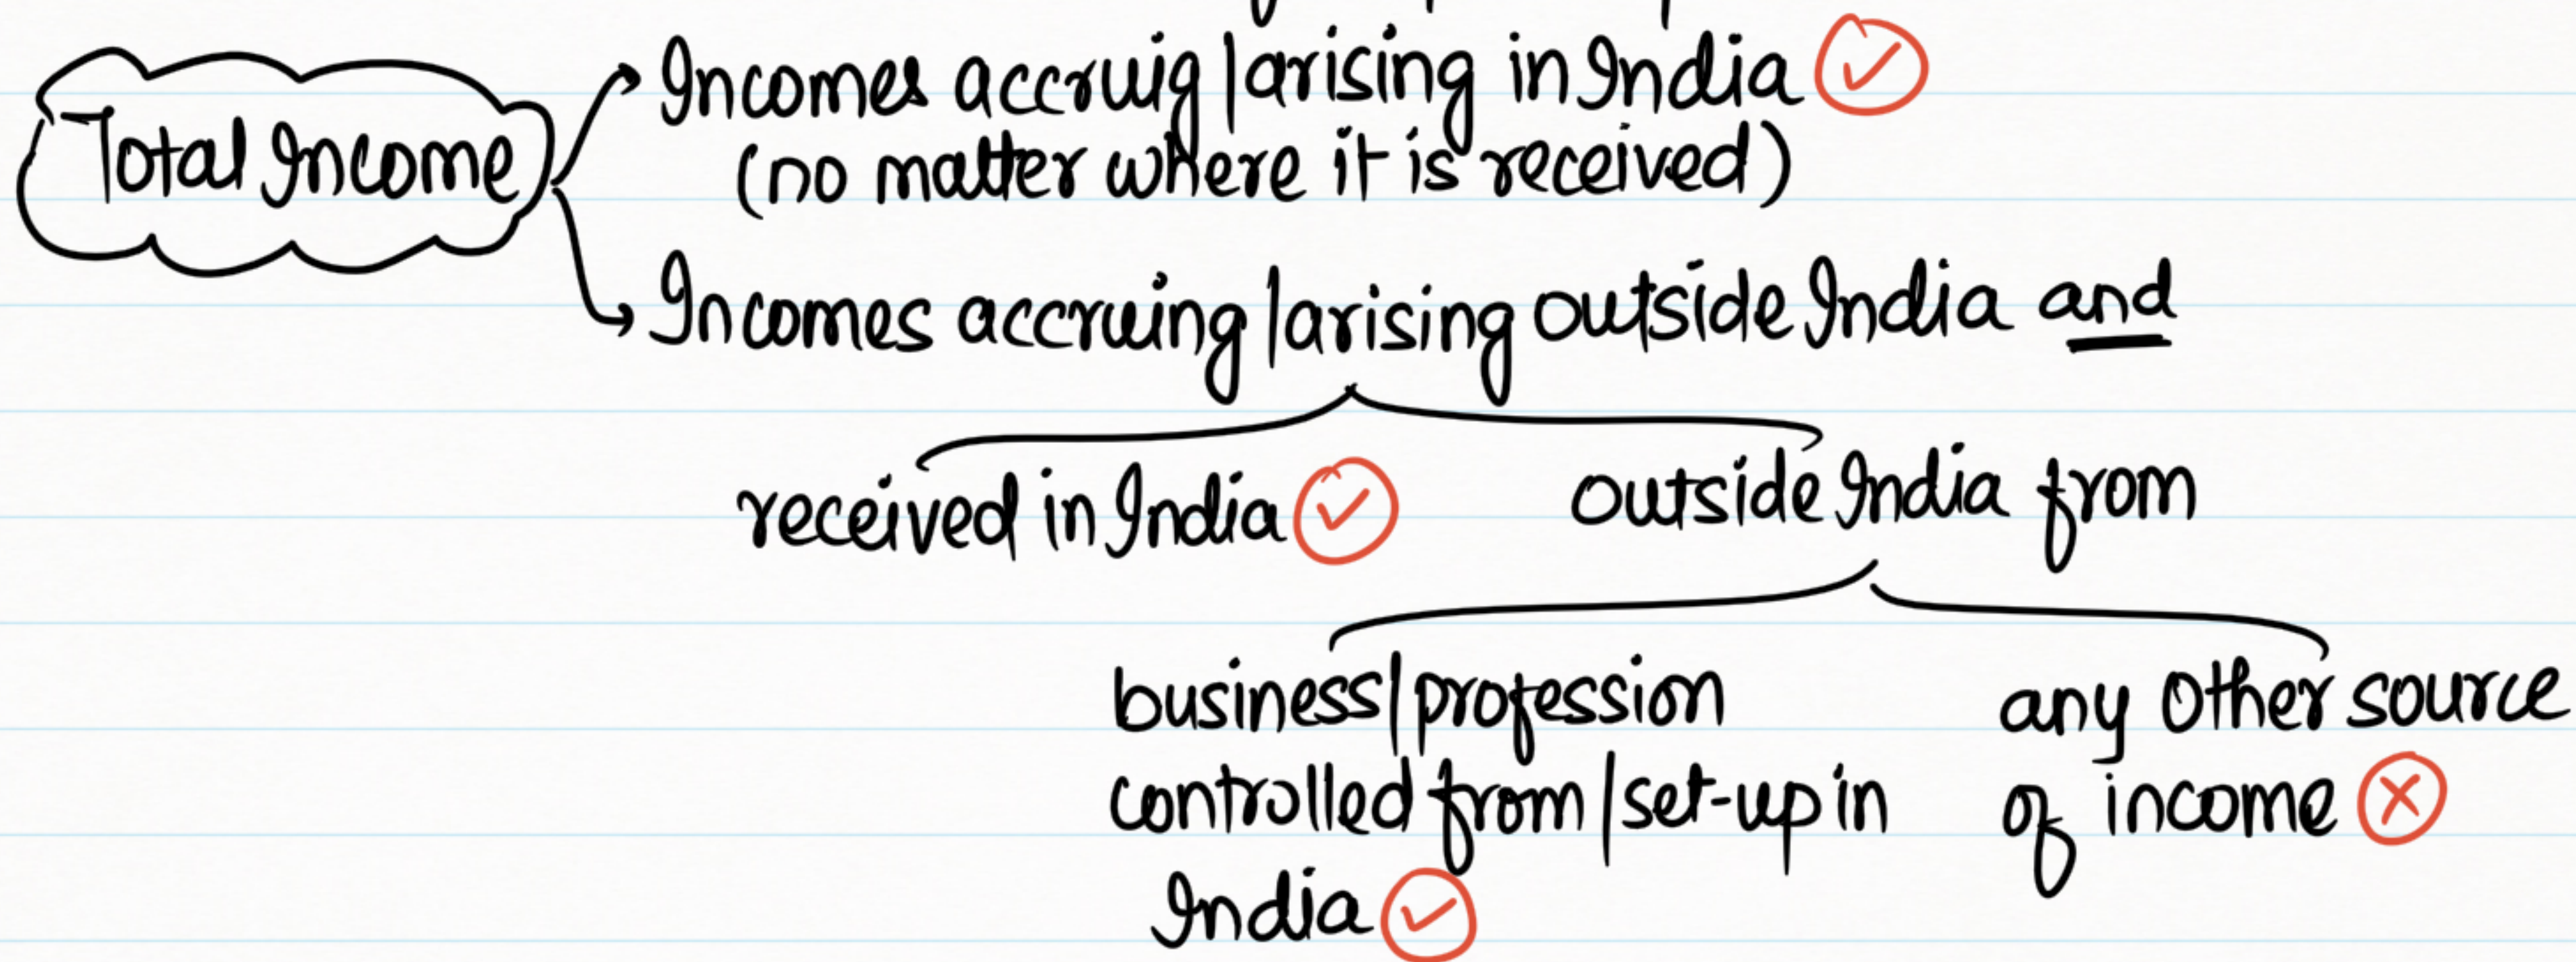 Total Income
Incomes accruig/arising in India
(no matter where it is received)
Incomes accruing/arising outside India and
received in India
outside India from
business/profession
controlled from/set-up in
India
any other source
of income